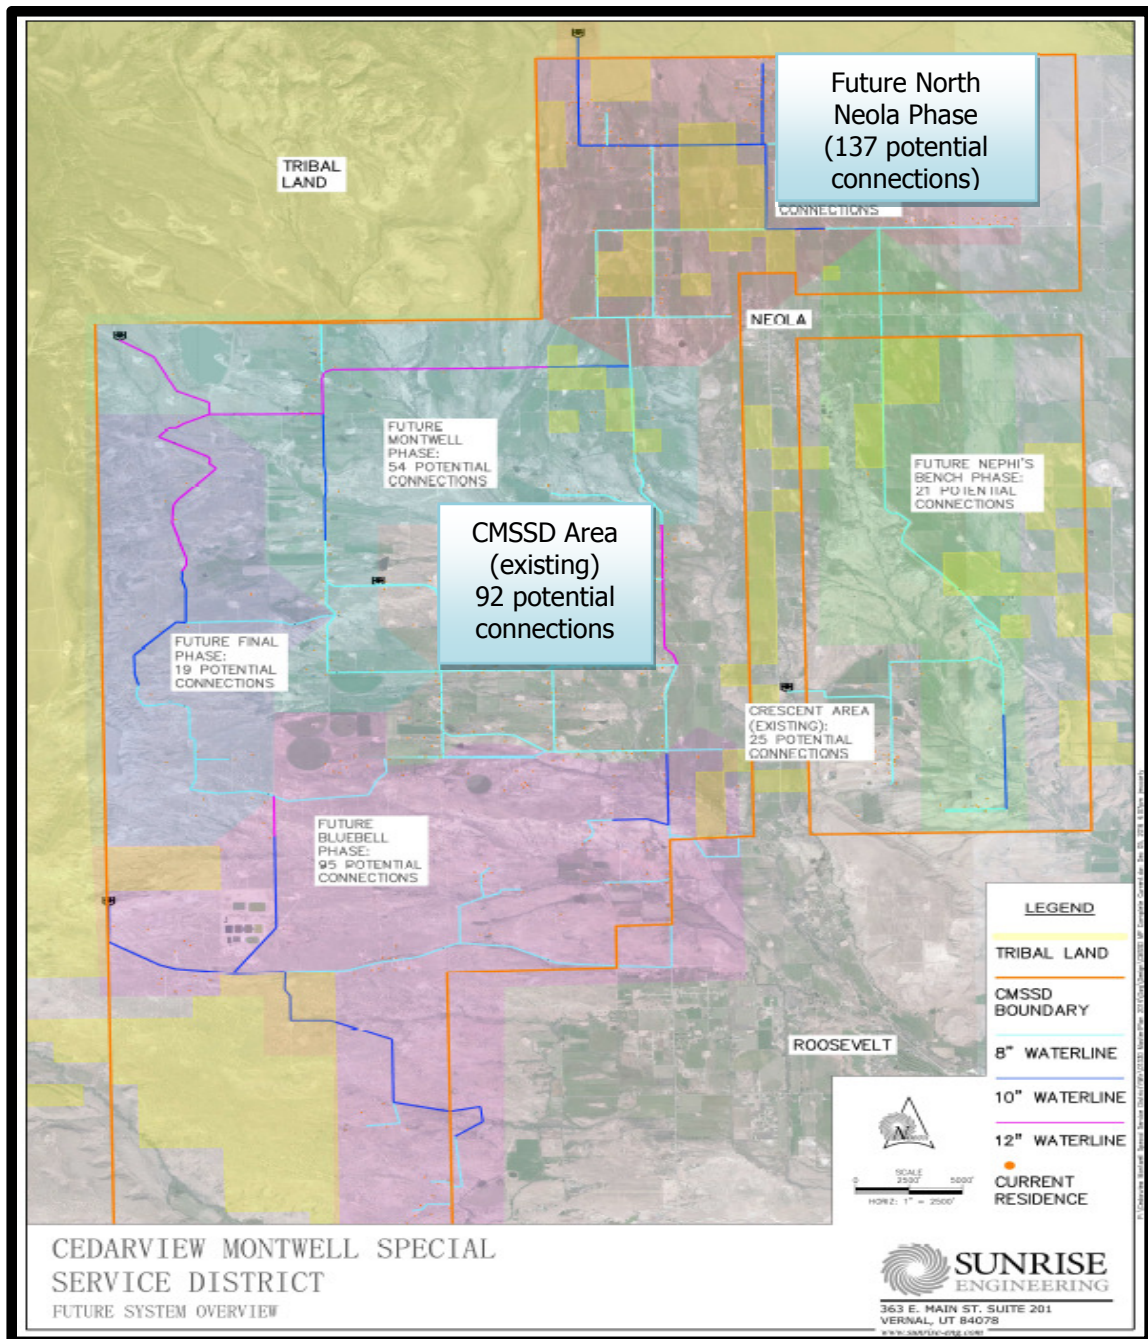 Future North
Neola Phase
(137 potential
connections)
CONNECTIONS
TRIBAL
LAND
NEOLA
FUTURE
MONTWELL
PHASE:
54 POTENTIAL
CONNECTIONS
FUTURE NEPHI'S
BENCH PHASE:
21 POTENTIAL
CONNECTIONS
CMSSD Area
(existing)
92 potential
connections
FUTURE FINAL
PHASE:
19 POTENTIAL
CONNECTIONS
CRESCENT AREA
(EXISTING):
25 POTENTIAL
CONNECTIONS
FUTURE
BLUEBELL
PHASE:
95 POTENTIAL
CONNECTIONS
ROOSEVELT
LEGEND
TRIBAL LAND
CMSSD
BOUNDARY
8" WATERLINE
10" WATERLINE
12" WATERLINE
CURRENT
RESIDENCE
N
SCALE
0 2500' 5000'
HORIZ: 1" = 2500'
CEDARVIEW MONTWELL SPECIAL
SERVICE DISTRICT
FUTURE SYSTEM OVERVIEW
SUNRISE
ENGINEERING
363 E. MAIN ST. SUITE 201
VERNAL, UT 84078
www.sunrise-eng.com